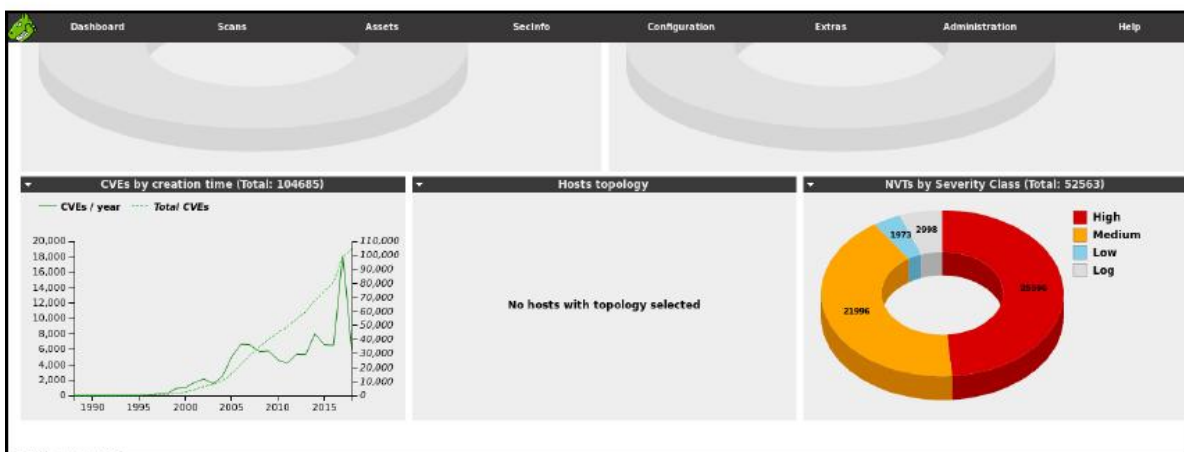 Dashboard Scans Assets SecInfo Configuration Extras Administration Help
CVEs by creation time (Total: 104685)
CVEs / year Total CVEs
20,000
18,000
16,000
14,000
12,000
10,000
8,000
6,000
4,000
2,000
0
110,000
100,000
90,000
80,000
70,000
60,000
50,000
40,000
30,000
20,000
10,000
0
1990 1995 2000 2005 2010 2015
Hosts topology
No hosts with topology selected
NVTs by Severity Class (Total: 52563)
1973 2998
21996
High
Medium
Low
Log